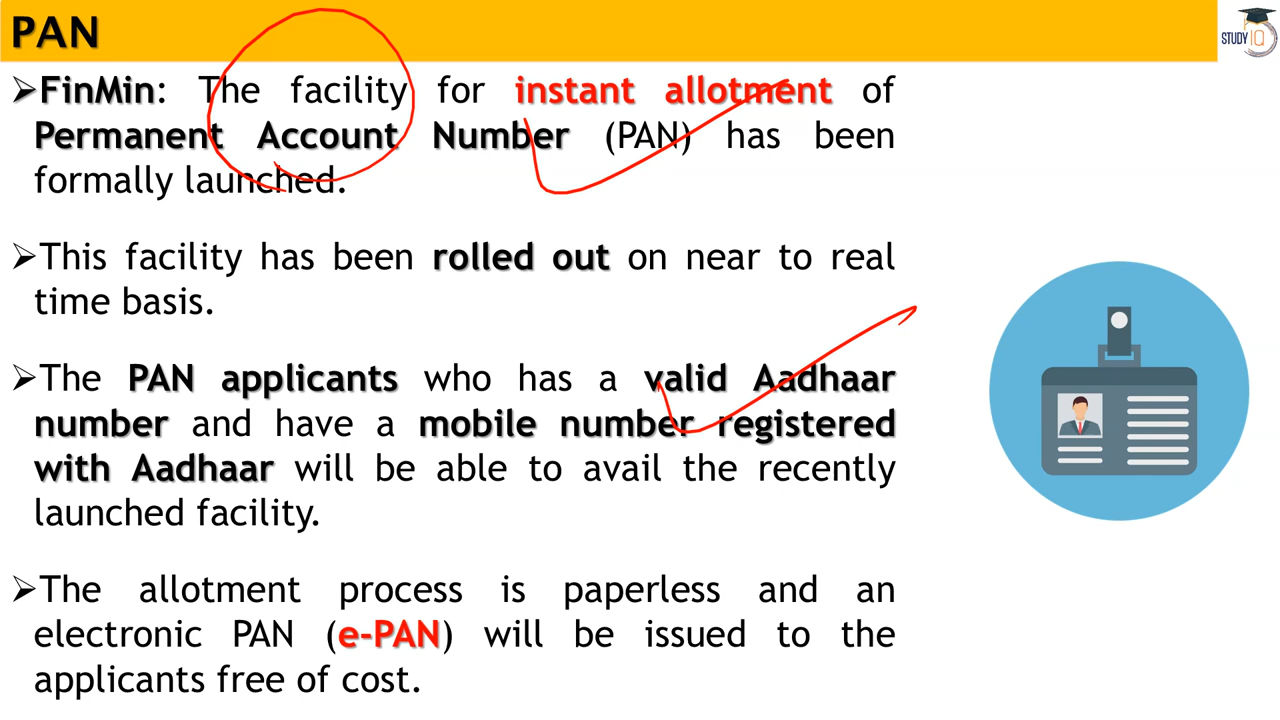 PAN
STUDY IQ
➢FinMin: The facility for instant allotment of
Permanent Account Number (PAN) has been
formally launched.
➢This facility has been rolled out on near to real
time basis.
➢The PAN applicants who has a valid Aadhaar
number and have a mobile number registered
with Aadhaar will be able to avail the recently
launched facility.
➢The allotment process is paperless and an
electronic PAN (e-PAN) will be issued to the
applicants free of cost.